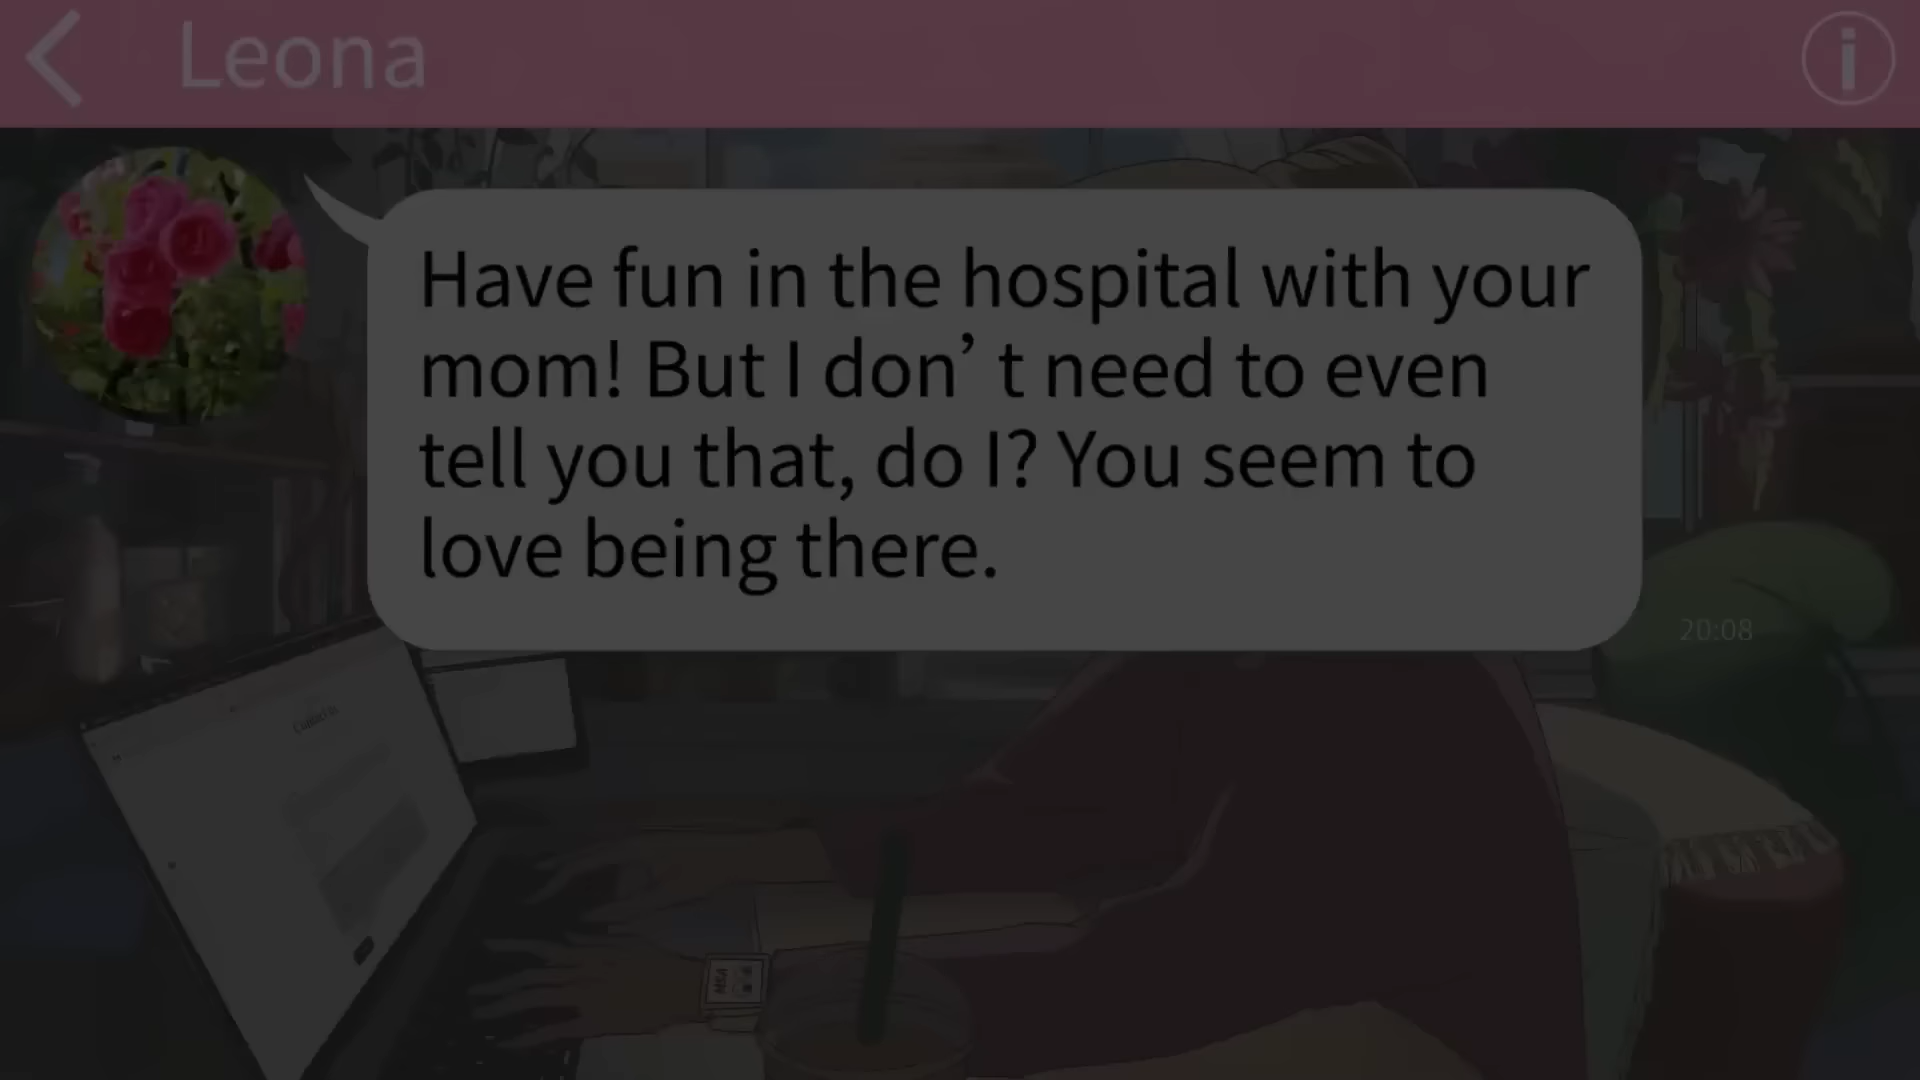 Leona
Have fun in the hospital with your
mom! But I don’ t need to even
tell you that, do I? You seem to
love being there.
20:08